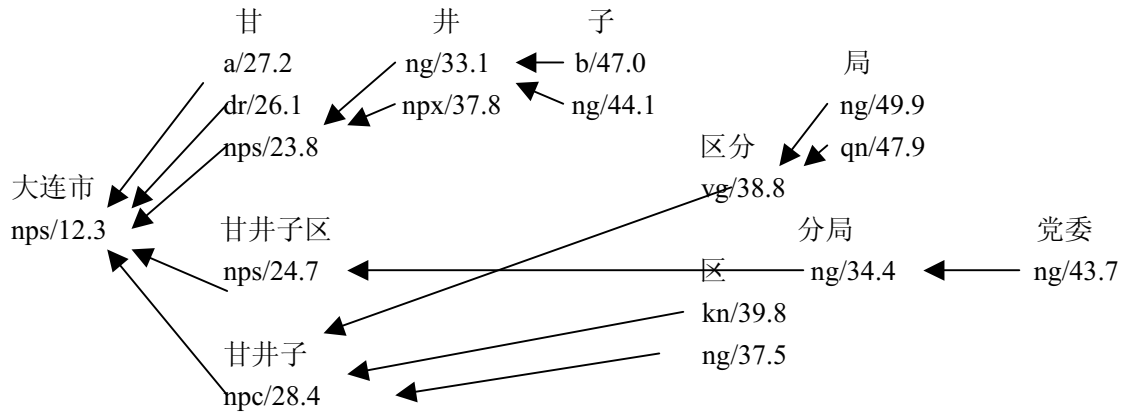 甘 井 子
a/27.2 ng/33.1 b/47.0 局
dr/26.1 npx/37.8 ng/44.1 ng/49.9
nps/23.8 区分 qn/47.9
大连市 vg/38.8
nps/12.3 甘井子区 分局 党委
nps/24.7 区 ng/34.4 ng/43.7
kn/39.8
甘井子 ng/37.5
npc/28.4